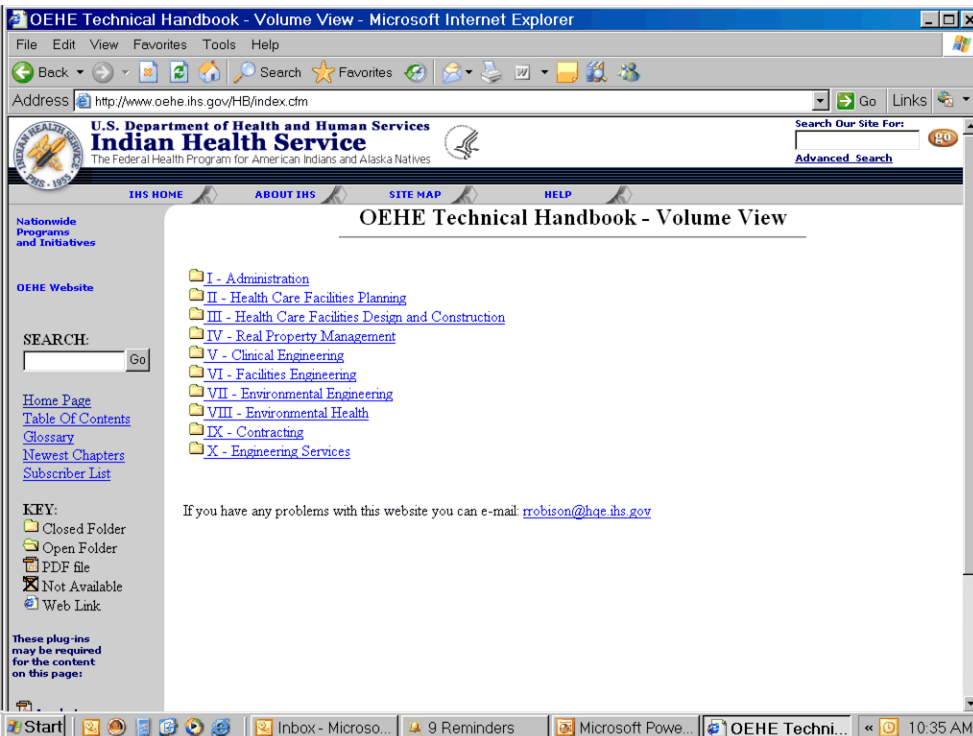 OEHE Technical Handbook - Volume View - Microsoft Internet Explorer
File Edit View Favorites Tools Help
Back Search Favorites
Address http://www.oehe.ihs.gov/HB/index.cfm Go Links
U.S. Department of Health and Human Services
Indian Health Service
The Federal Health Program for American Indians and Alaska Natives
Search Our Site For:
go
Advanced Search
IHS HOME ABOUT IHS SITE MAP HELP
Nationwide
Programs
and Initiatives
OEHE Website
SEARCH:
Go
Home Page
Table Of Contents
Glossary
Newest Chapters
Subscriber List
KEY:
Closed Folder
Open Folder
PDF file
Not Available
Web Link
These plug-ins
may be required
for the content
on this page:
OEHE Technical Handbook - Volume View
I - Administration
II - Health Care Facilities Planning
III - Health Care Facilities Design and Construction
IV - Real Property Management
V - Clinical Engineering
VI - Facilities Engineering
VII - Environmental Engineering
VIII - Environmental Health
IX - Contracting
X - Engineering Services
If you have any problems with this website you can e-mail: rrobison@hqe.ihs.gov
Start Inbox - Microso... 9 Reminders Microsoft Powe... OEHE Techni... « 10:35 AM